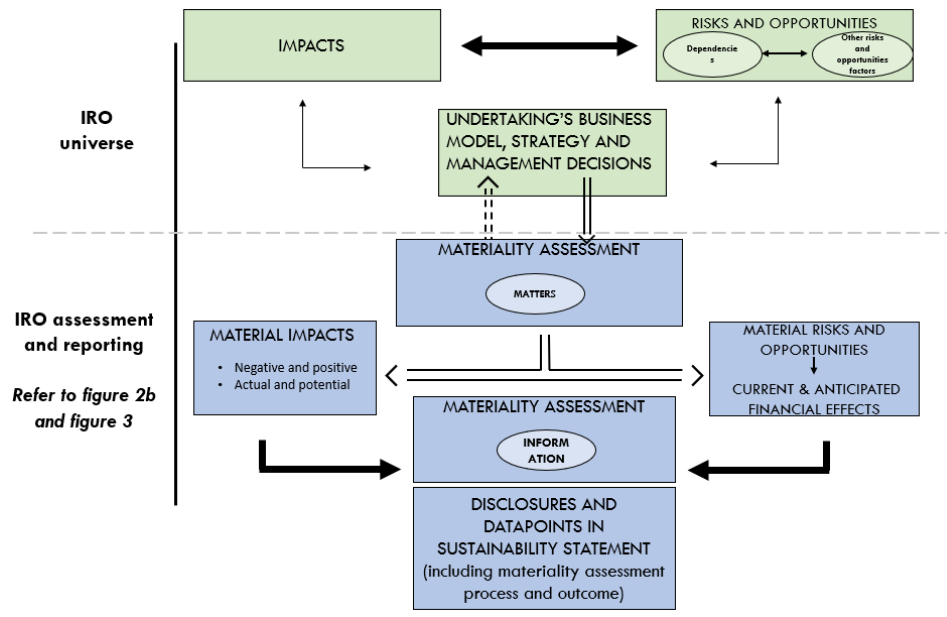 IMPACTS
RISKS AND OPPORTUNITIES
Dependencie
s
Other risks
and
opportunities
factors
IRO
universe
UNDERTAKING'S BUSINESS
MODEL, STRATEGY AND
MANAGEMENT DECISIONS
MATERIALITY ASSESSMENT
MATTERS
IRO assessment
and reporting
Refer to figure 2b
and figure 3
MATERIAL IMPACTS
• Negative and positive
• Actual and potential
MATERIAL RISKS AND
OPPORTUNITIES
CURRENT & ANTICIPATED
FINANCIAL EFFECTS
MATERIALITY ASSESSMENT
INFORM
ATION
DISCLOSURES AND
DATAPOINTS IN
SUSTAINABILITY STATEMENT
(including materiality assessment
process and outcome)